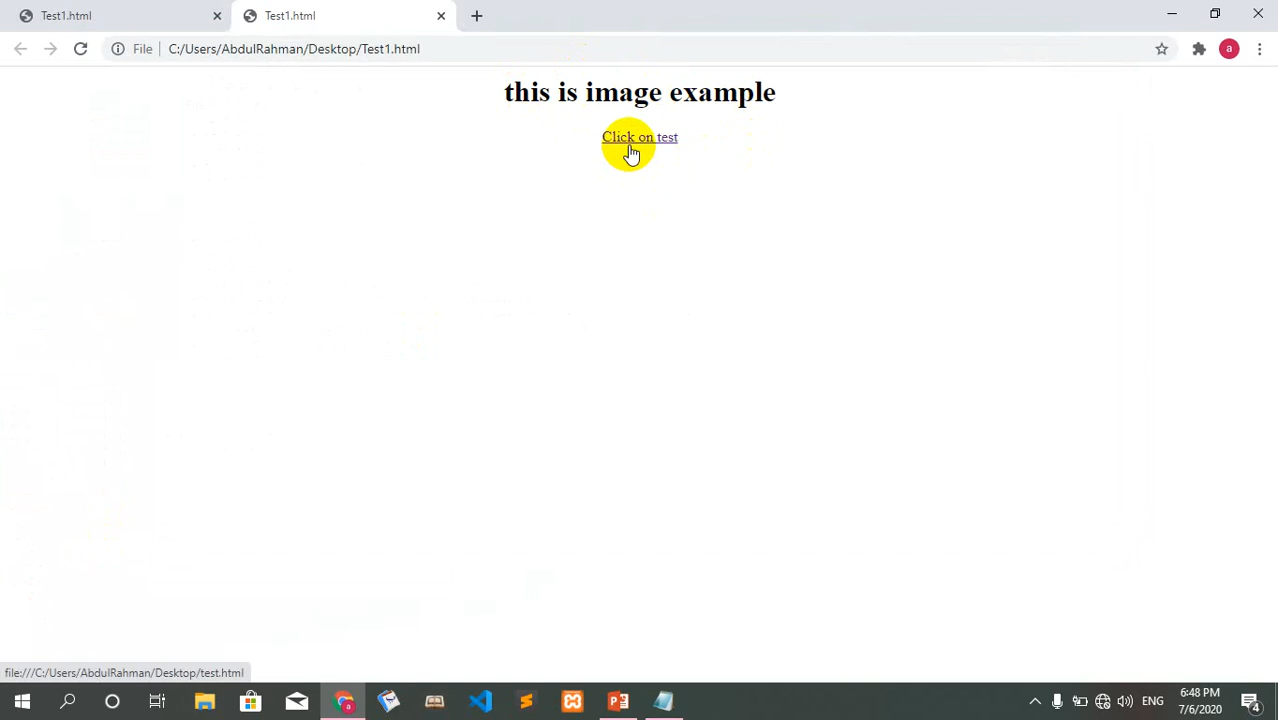 Test1.html
Test1.html
File C:/Users/AbdulRahman/Desktop/Test1.html
a
this is image example
Click on test
file:///C:/Users/AbdulRahman/Desktop/test.html
a
ENG
6:48 PM
7/6/2020
4